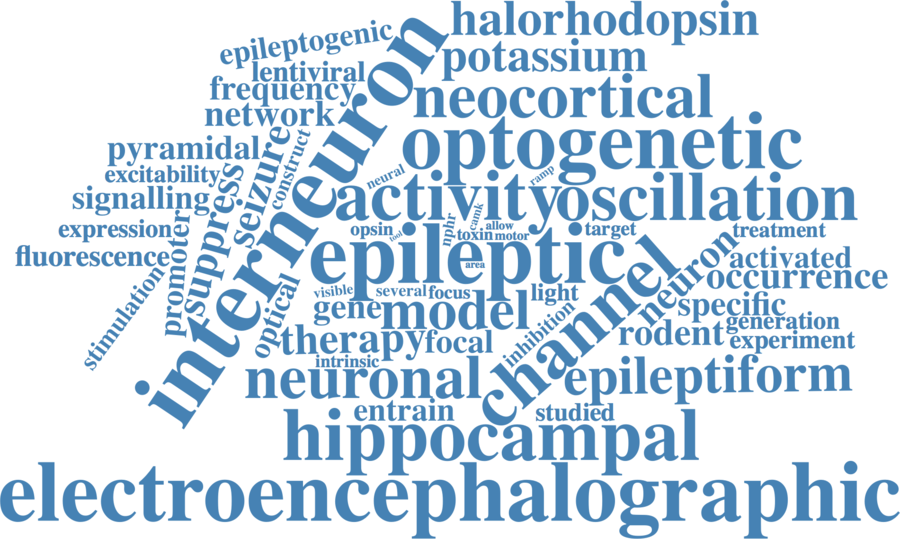 halorhodopsin
epileptogenic
potassium
lentiviral
frequency
interneuron
neocortical
network
optogenetic
pyramidal
seizure
construct
excitability
suppress
neural
ramp
signalling
activity
oscillation
expression
promoter
opsin
tool
nphr
camk
allow
toxin
motor
target
treatment
fluorescence
epileptic
area
channel
neuron
activated
occurrence
stimulation
optical
visible
several
focus
light
specific
gene
model
inhibition
rodent
generation
therapy
focal
experiment
intrinsic
neuronal
epileptiform
entrain
studied
hippocampal
electroencephalographic